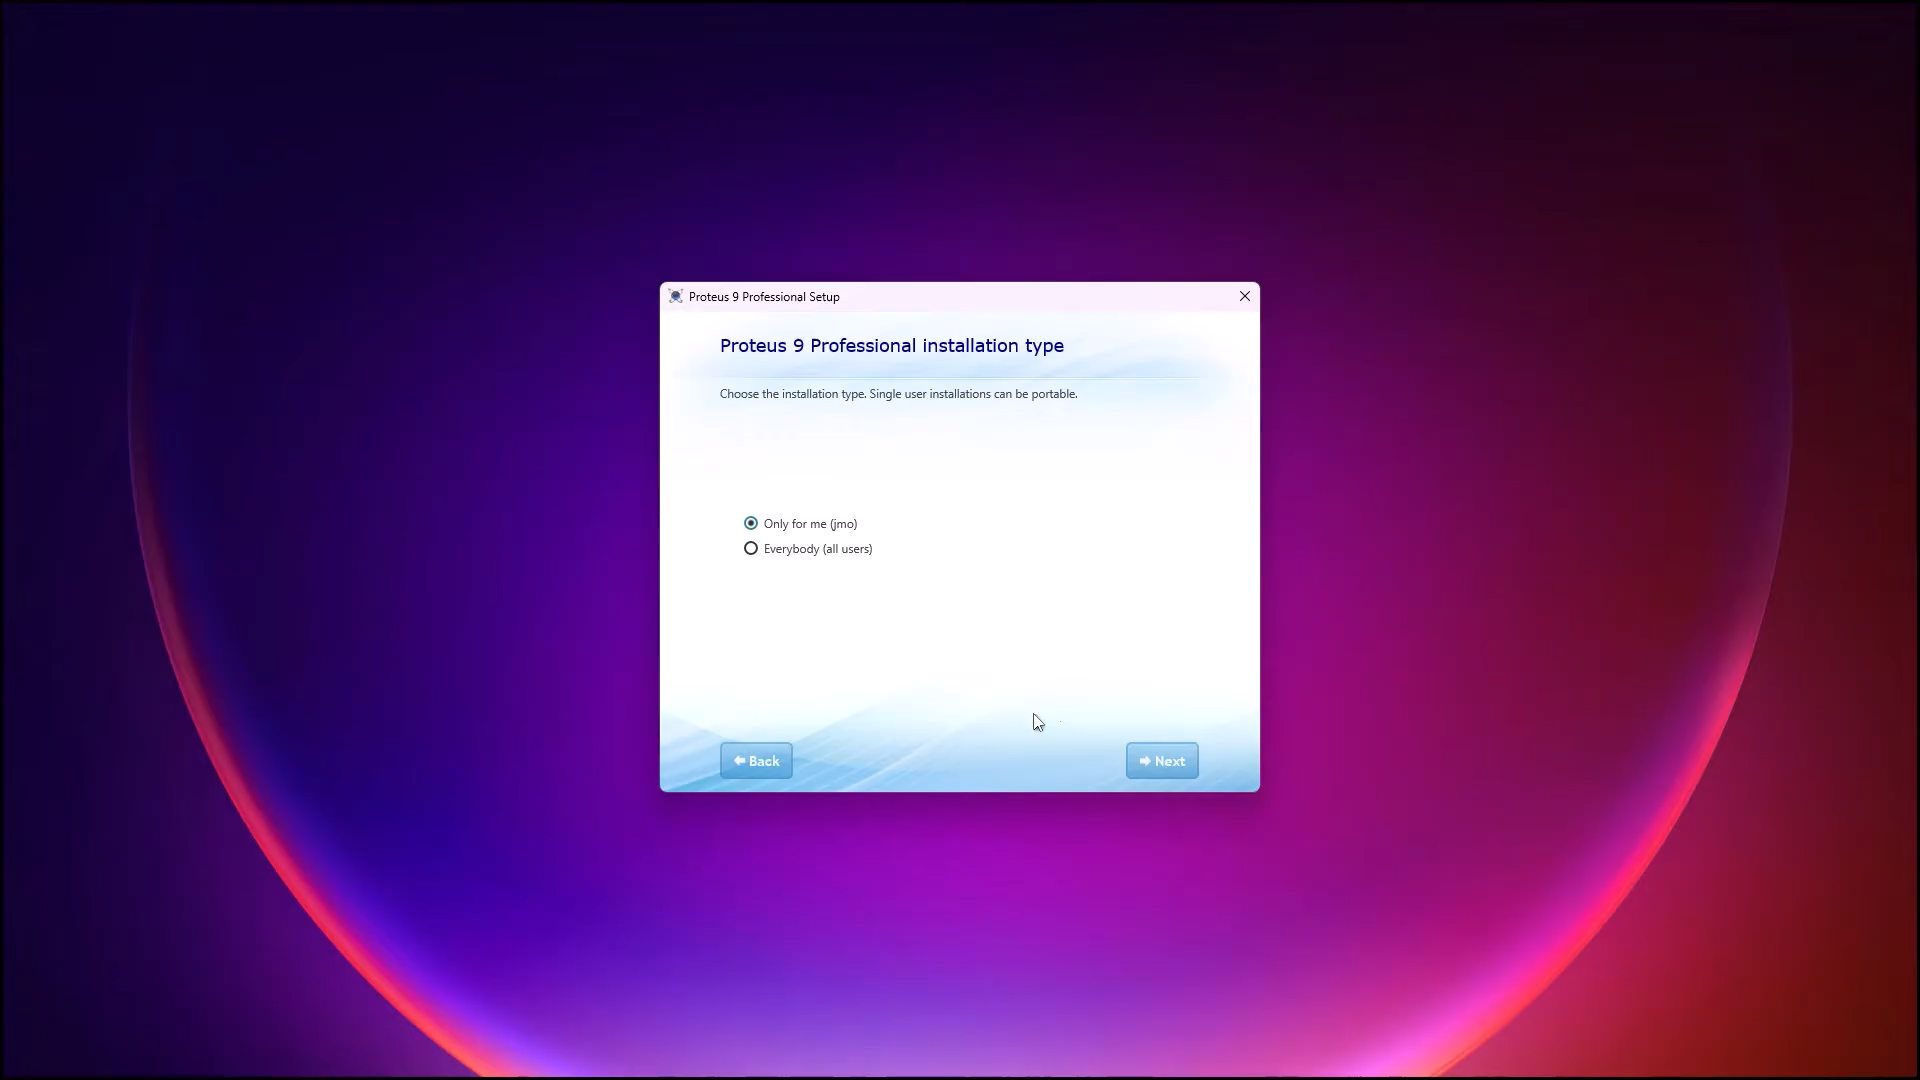 Proteus 9 Professional Setup
Proteus 9 Professional installation type
Choose the installation type. Single user installations can be portable.
Only for me (jmo)
Everybody (all users)
Back
Next